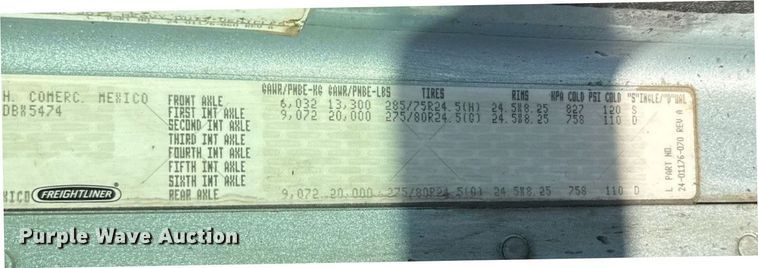 GAWR/PNBE-KG GAWR/PNBE-LBS TIRES RIMS KPA COLD PSI COLD "S"INGLE/"D"UAL
H. COMERC. MEXICO FRONT AXLE 6,032 13,300 285/75R24.5(H) 24.5X8.25 827 120 S
DBX5474 FIRST INT AXLE 9,072 20,000 275/80R24.5(G) 24.5X8.25 758 110 D
SECOND INT AXLE
THIRD INT AXLE
FOURTH INT AXLE
FIFTH INT AXLE
SIXTH INT AXLE
XICO FREIGHTLINER REAR AXLE 9,072 20,000 275/80R24.5(G) 24.5X8.25 758 110 D
L PART NO.
24-01176-070 REV A
Purple Wave Auction